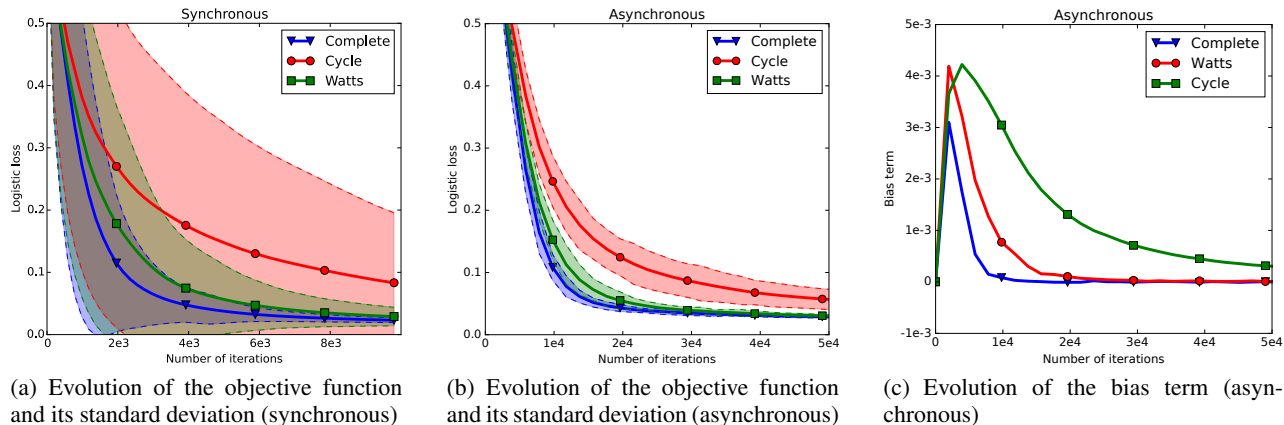 Synchronous
0.5
0.4
0.3
0.2
0.1
0.0
Logistic loss
Complete
Cycle
Watts
0
2e³
4e³
6e³
8e³
Number of iterations
(a) Evolution of the objective function
and its standard deviation (synchronous)
Asynchronous
0.5
0.4
0.3
0.2
0.1
0.0
Logistic loss
Complete
Cycle
Watts
0
1e4
2e4
3e4
4e4
5e4
Number of iterations
(b) Evolution of the objective function
and its standard deviation (asynchronous)
Asynchronous
5e-3
4e-3
3e-3
2e-3
1e-3
0
-1e-3
Bias term
Complete
Watts
Cycle
0
1e4
2e4
3e4
4e4
5e4
Number of iterations
(c) Evolution of the bias term (asyn-
chronous)